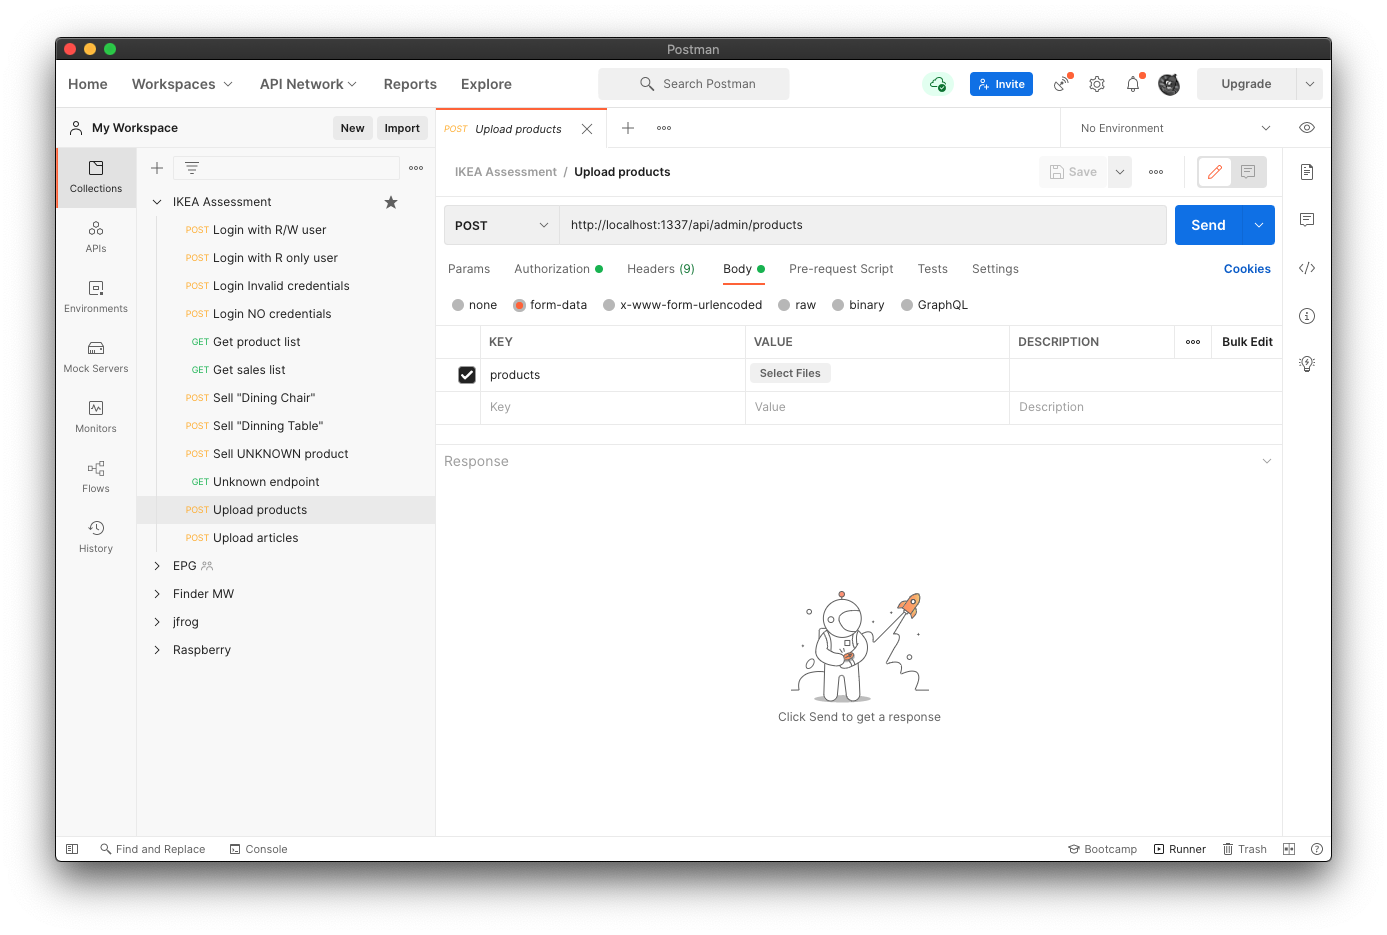 Postman
Home Workspaces API Network Reports Explore Search Postman Invite Upgrade
My Workspace New Import POST Upload products No Environment
Collections
APIs
Environments
Mock Servers
Monitors
Flows
History
IKEA Assessment
POST Login with R/W user
POST Login with R only user
POST Login Invalid credentials
POST Login NO credentials
GET Get product list
GET Get sales list
POST Sell "Dining Chair"
POST Sell "Dinning Table"
POST Sell UNKNOWN product
GET Unknown endpoint
POST Upload products
POST Upload articles
EPG
Finder MW
jfrog
Raspberry
IKEA Assessment / Upload products Save
POST http://localhost:1337/api/admin/products Send
Params Authorization Headers (9) Body Pre-request Script Tests Settings Cookies
none form-data x-www-form-urlencoded raw binary GraphQL
KEY VALUE DESCRIPTION Bulk Edit
products Select Files
Key Value Description
Response
Click Send to get a response
Find and Replace Console Bootcamp Runner Trash